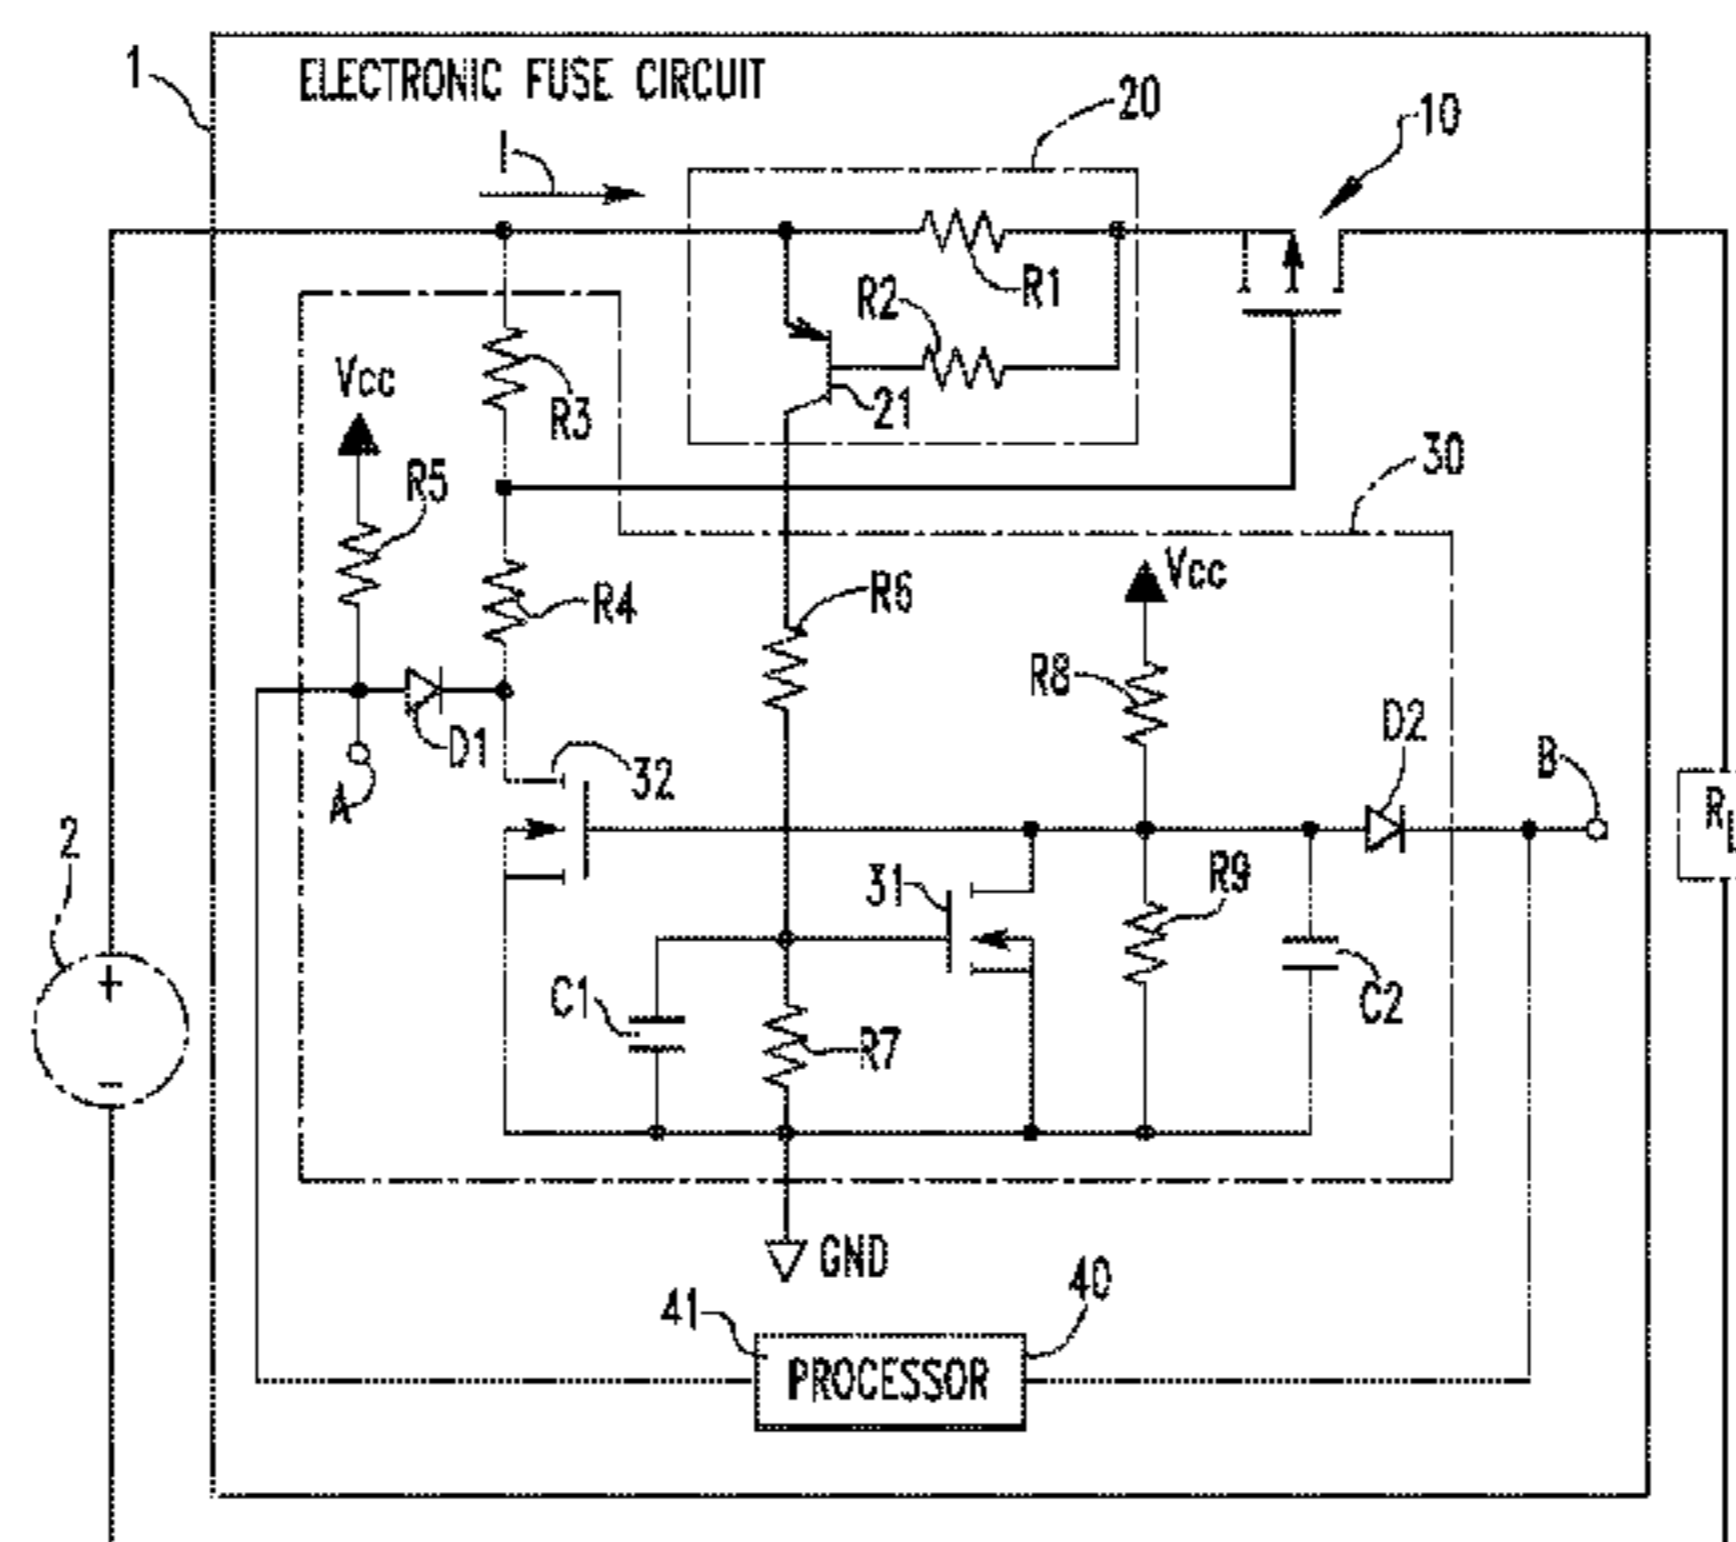 1
ELECTRONIC FUSE CIRCUIT
20
10
I
R1
R2
Vcc
R3
21
R5
30
Vcc
R4
R6
R8
D1
D2
B
32
A
R
2
31
R9
+
C1
C2
R7
-
GND
41
40
PROCESSOR